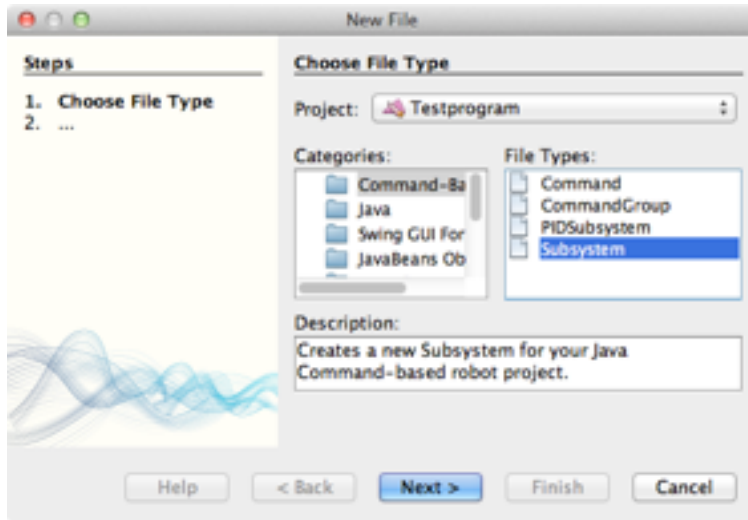 New File
Steps
1. Choose File Type
2. ...
Choose File Type
Project: Testprogram
Categories:
Command-Ba
Java
Swing GUI For
JavaBeans Ob
File Types:
Command
CommandGroup
PIDSubsystem
Subsystem
Description:
Creates a new Subsystem for your Java
Command-based robot project.
Help < Back Next > Finish Cancel